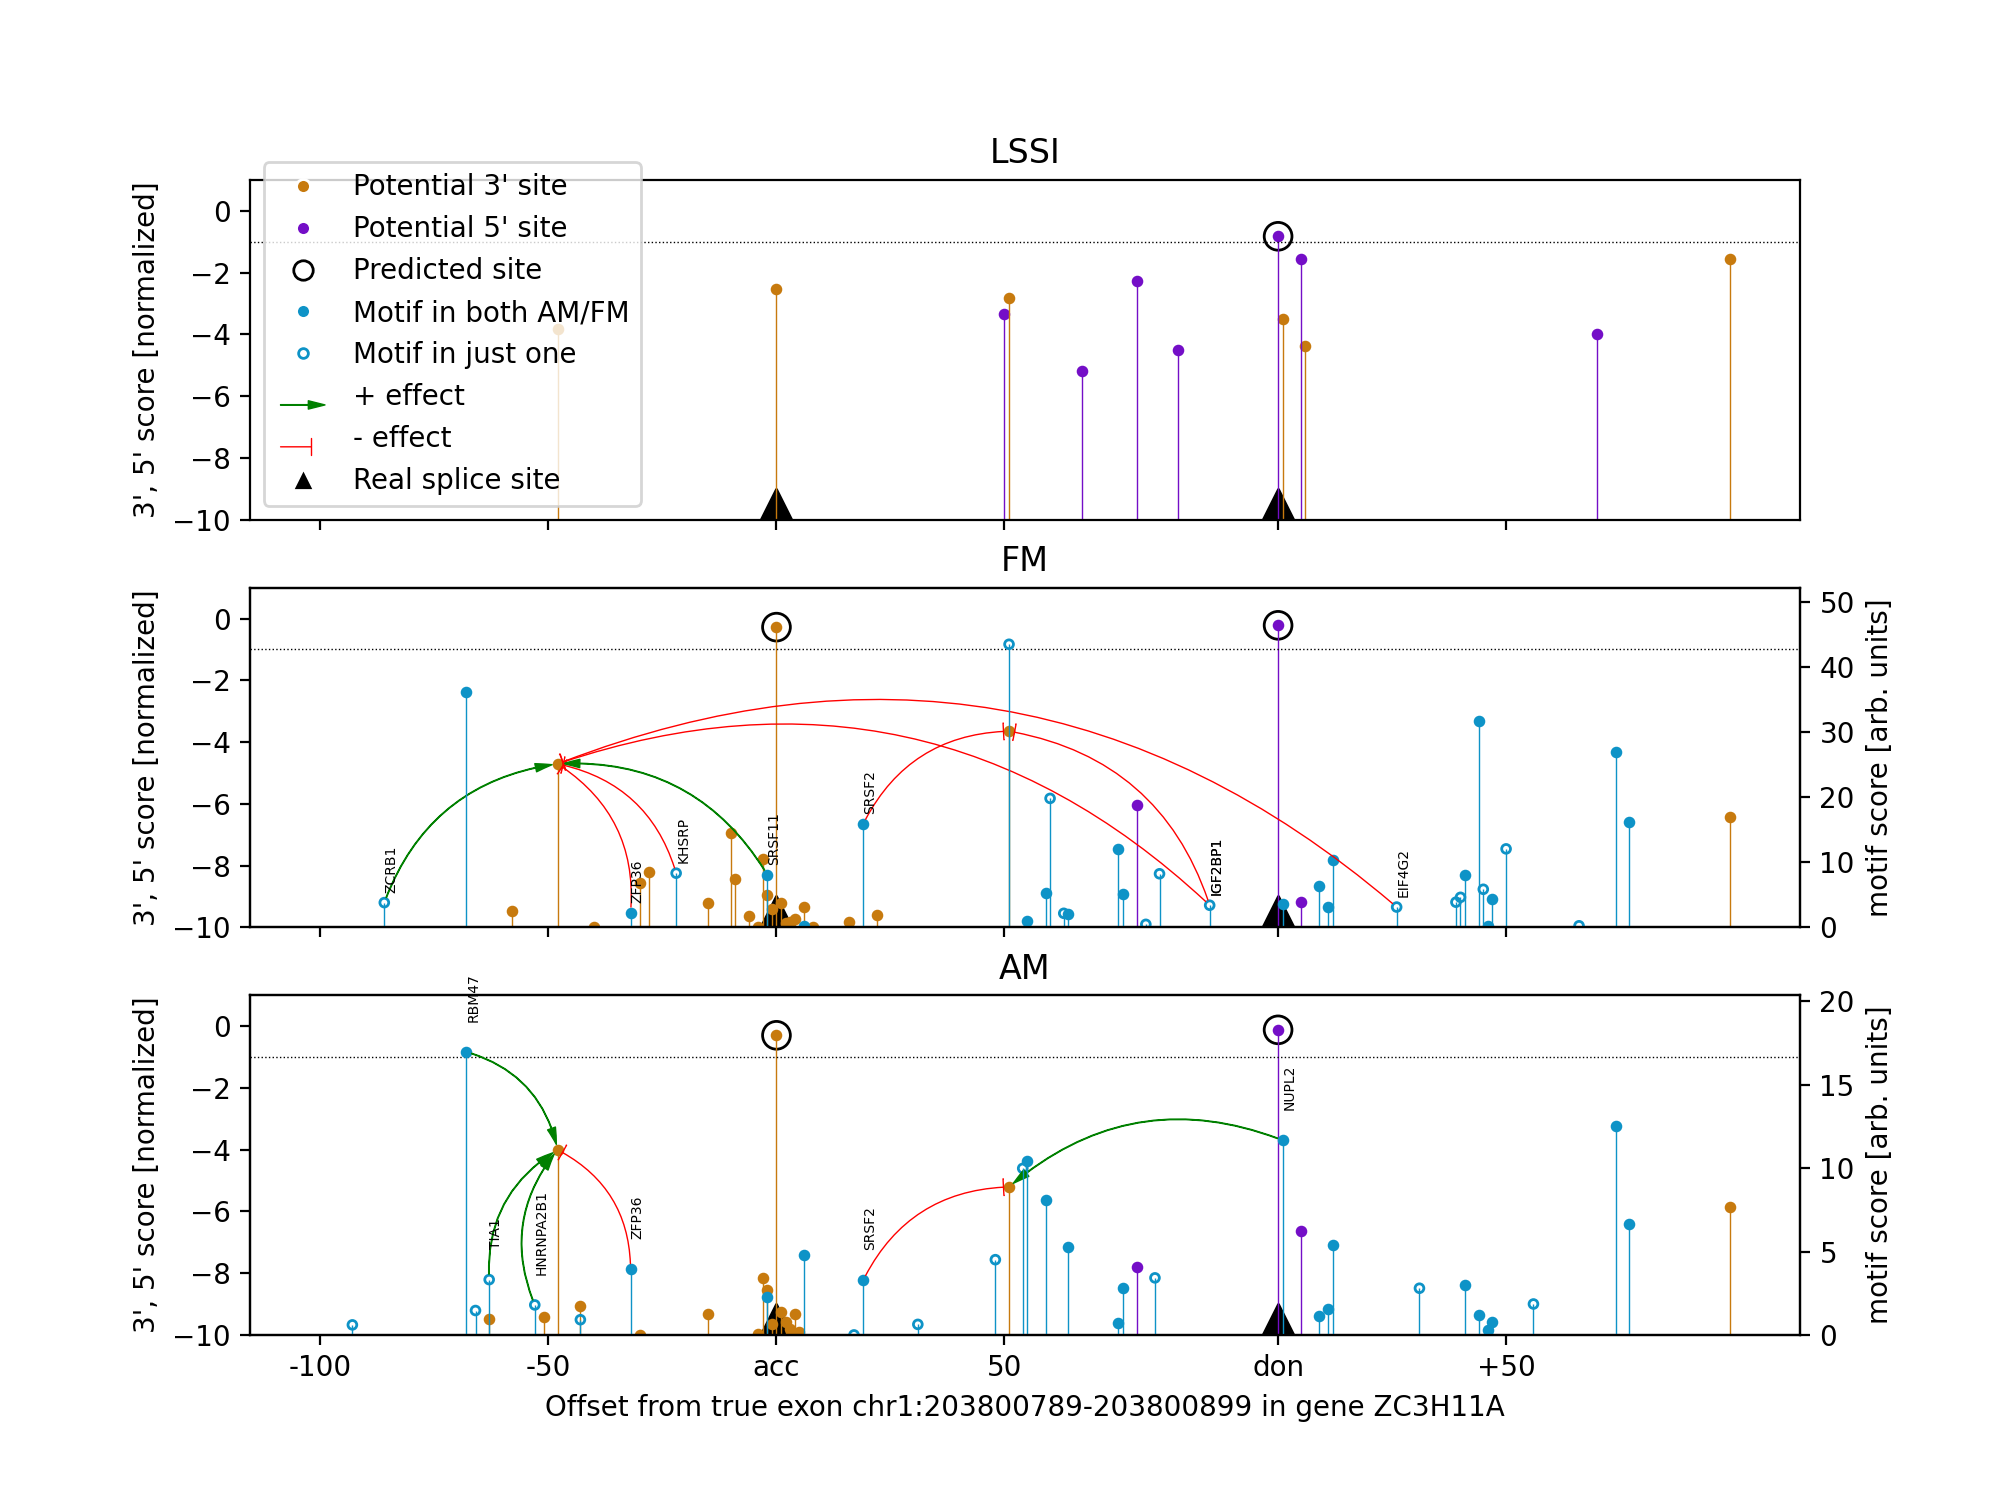 LSSI
3', 5' score [normalized]
0
−2
−4
−6
−8
−10
Potential 3' site
Potential 5' site
Predicted site
Motif in both AM/FM
Motif in just one
+ effect
- effect
Real splice site
FM
3', 5' score [normalized]
0
−2
−4
−6
−8
−10
ZCRB1
ZFP36
KHSRP
SRSF11
SRSF2
IGF2BP1
EIF4G2
50
40
30
20
10
0
motif score [arb. units]
AM
3', 5' score [normalized]
0
−2
−4
−6
−8
−10
RBM47
TIA1
HNRNPA2B1
ZFP36
SRSF2
NUPL2
20
15
10
5
0
motif score [arb. units]
-100 -50 acc 50 don +50
Offset from true exon chr1:203800789-203800899 in gene ZC3H11A